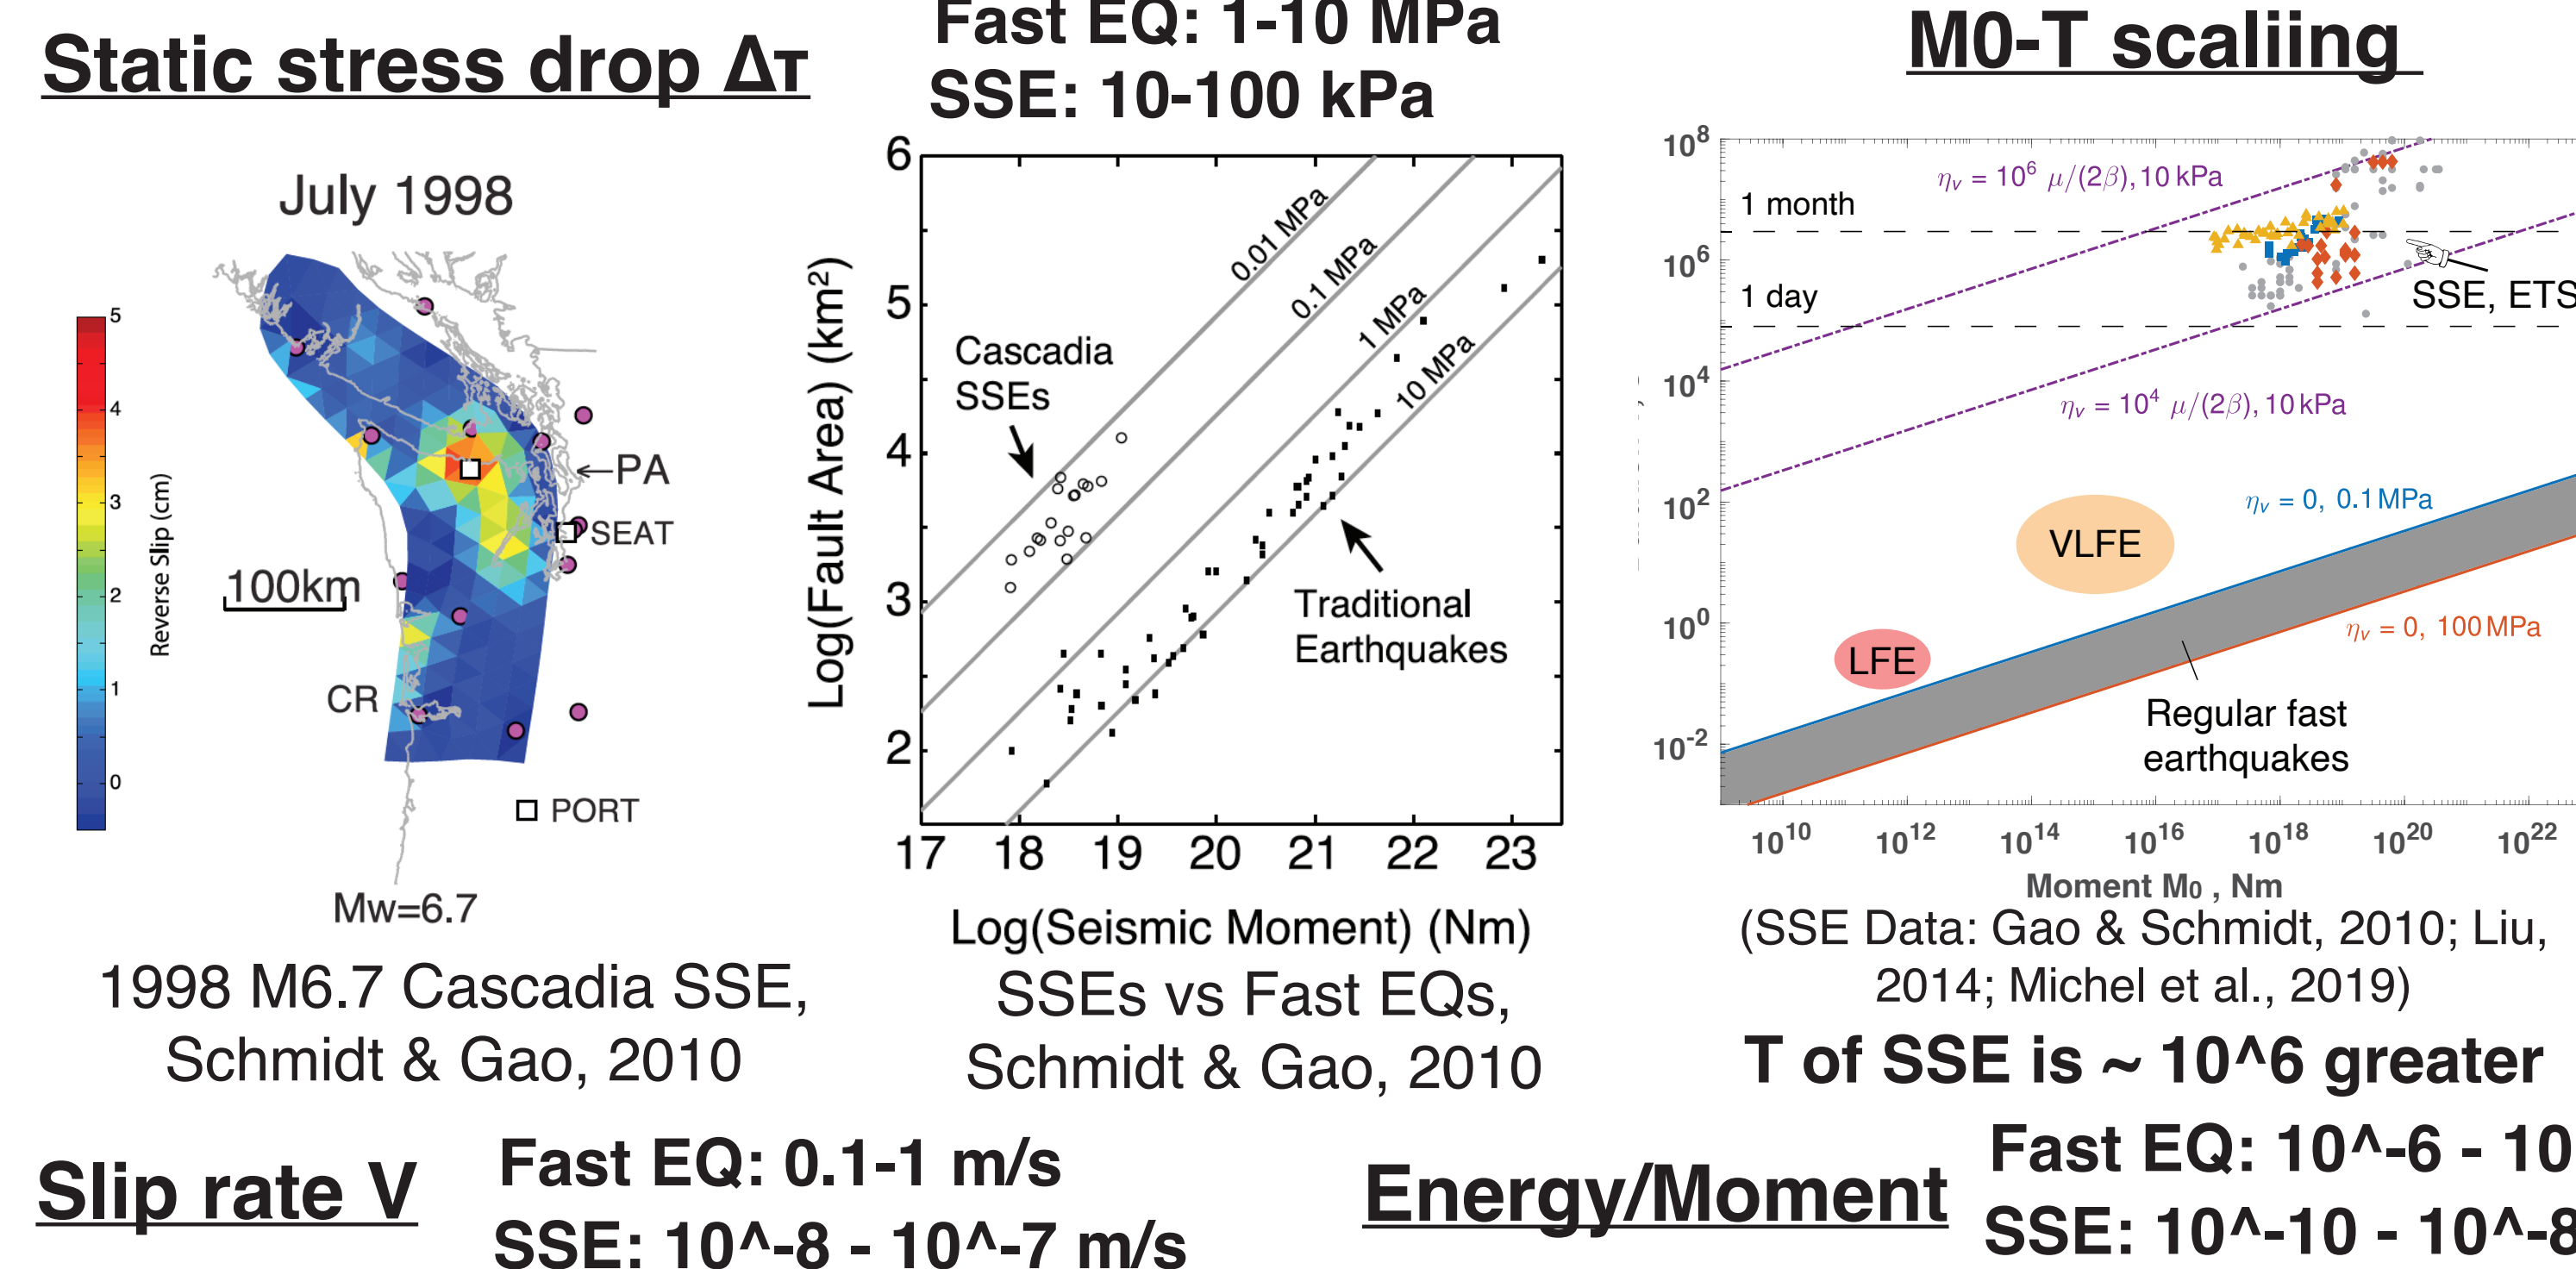 Static stress drop Δτ
Fast EQ: 1-10 MPa
SSE: 10-100 kPa
M0-T scaliing
July 1998
5
4
3
2
1
0
Reverse Slip (cm)
100km
PA
SEAT
CR
PORT
Mw=6.7
1998 M6.7 Cascadia SSE,
Schmidt & Gao, 2010
6
5
4
3
2
Log(Fault Area) (km²)
0.01 MPa
0.1 MPa
1 MPa
10 MPa
Cascadia
SSEs
Traditional
Earthquakes
17 18 19 20 21 22 23
Log(Seismic Moment) (Nm)
SSEs vs Fast EQs,
Schmidt & Gao, 2010
10⁸
10⁶
10⁴
10²
10⁰
10⁻²
ηᵥ = 10⁶ μ/(2β), 10 kPa
1 month
1 day
SSE, ETS
ηᵥ = 10⁴ μ/(2β), 10 kPa
ηᵥ = 0, 0.1 MPa
VLFE
ηᵥ = 0, 100 MPa
LFE
Regular fast
earthquakes
10¹⁰ 10¹² 10¹⁴ 10¹⁶ 10¹⁸ 10²⁰ 10²²
Moment M₀ , Nm
(SSE Data: Gao & Schmidt, 2010; Liu,
2014; Michel et al., 2019)
T of SSE is ~ 10^6 greater
Slip rate V
Fast EQ: 0.1-1 m/s
SSE: 10^-8 - 10^-7 m/s
Energy/Moment
Fast EQ: 10^-6 - 10
SSE: 10^-10 - 10^-8